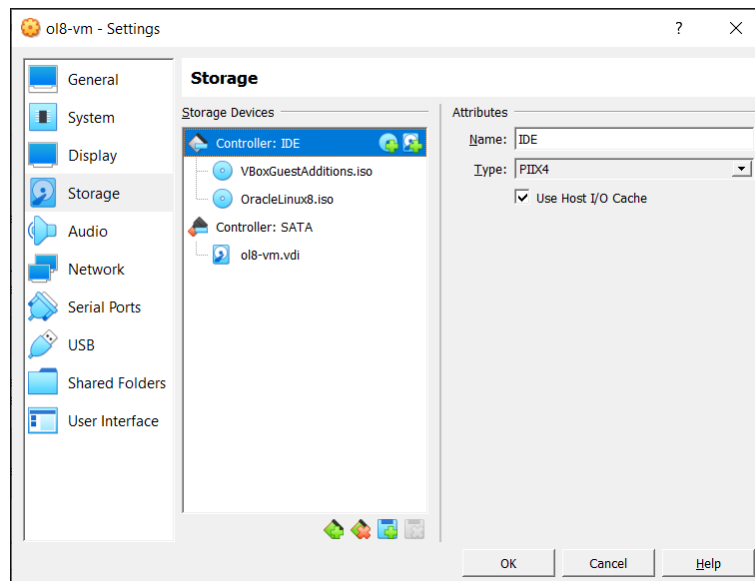 ol8-vm - Settings
?
General
System
Display
Storage
Audio
Network
Serial Ports
USB
Shared Folders
User Interface
Storage
Storage Devices
Controller: IDE
VBoxGuestAdditions.iso
OracleLinux8.iso
Controller: SATA
ol8-vm.vdi
Attributes
Name: IDE
Type: PIIX4
Use Host I/O Cache
OK Cancel Help